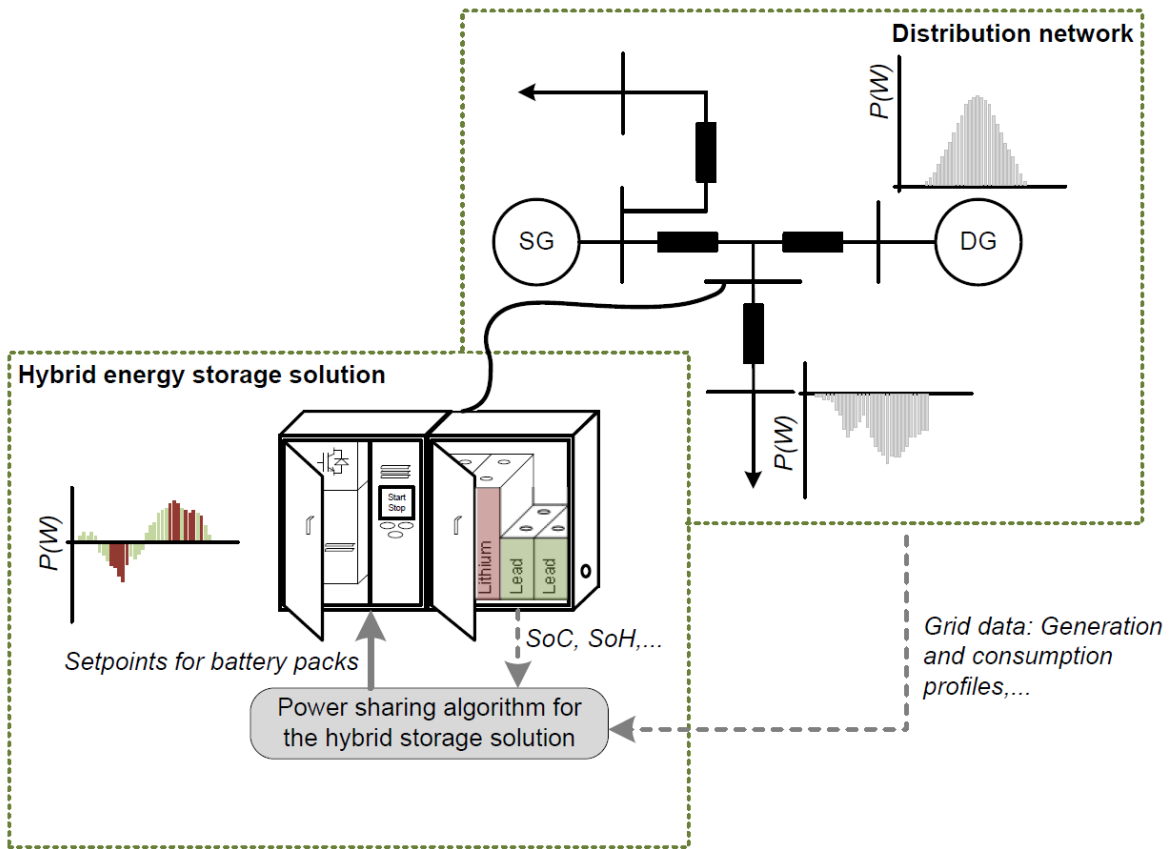 Distribution network
P(W)
SG
DG
P(W)
Hybrid energy storage solution
P(W)
Start
Stop
Lithium
Lead
Lead
Setpoints for battery packs
SoC, SoH,...
Power sharing algorithm for
the hybrid storage solution
Grid data: Generation
and consumption
profiles,...